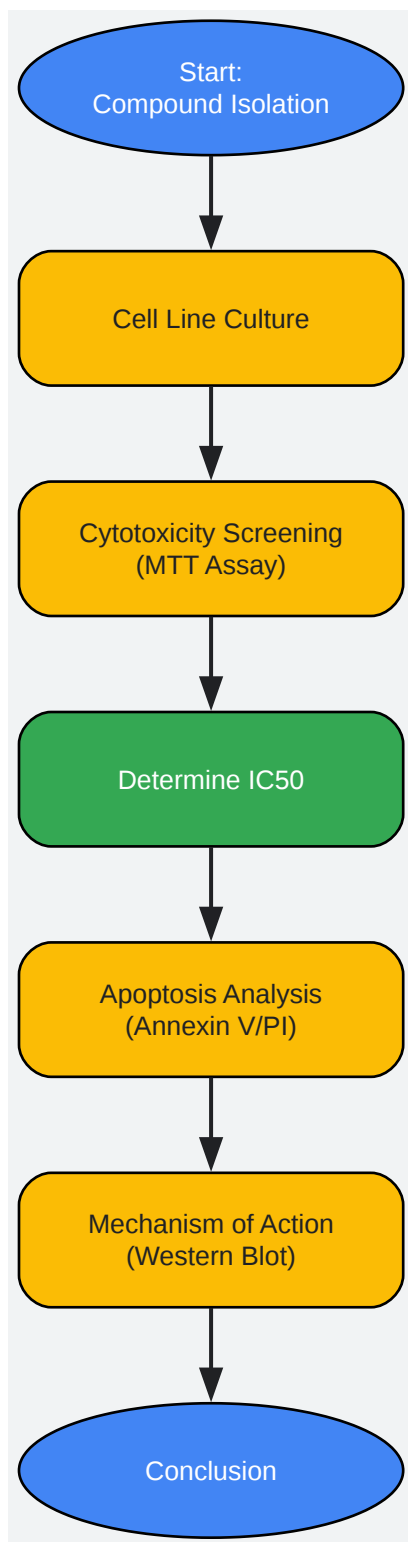 Start:
Compound Isolation
Cell Line Culture
Cytotoxicity Screening
(MTT Assay)
Determine IC50
Apoptosis Analysis
(Annexin V/PI)
Mechanism of Action
(Western Blot)
Conclusion